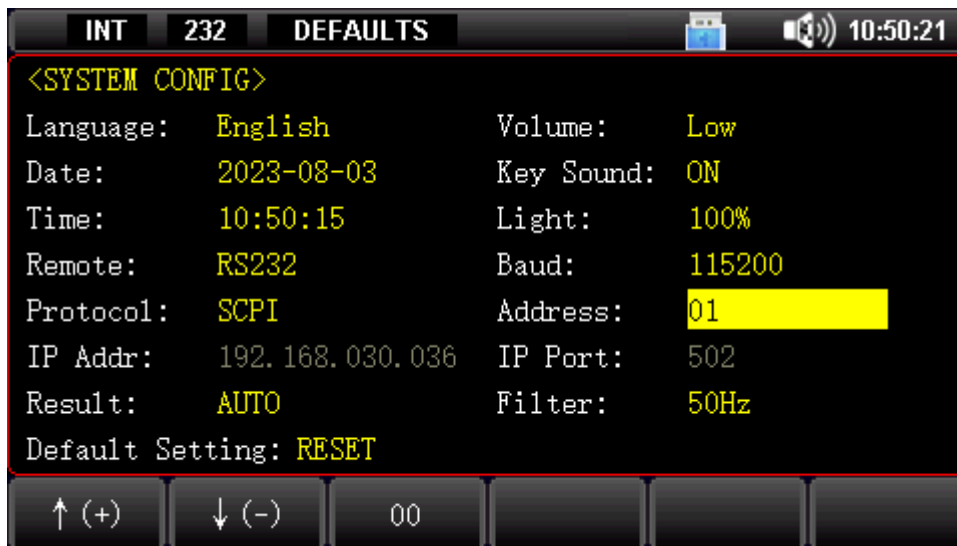 INT 232 DEFAULTS 10:50:21
<SYSTEM CONFIG>
Language: English Volume: Low
Date: 2023-08-03 Key Sound: ON
Time: 10:50:15 Light: 100%
Remote: RS232 Baud: 115200
Protocol: SCPI Address: 01
IP Addr: 192.168.030.036 IP Port: 502
Result: AUTO Filter: 50Hz
Default Setting: RESET
↑(+) ↓(-) 00